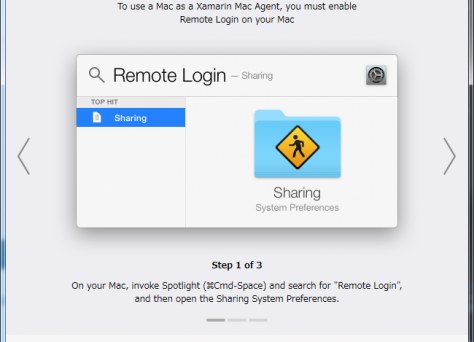 To use a Mac as a Xamarin Mac Agent, you must enable
Remote Login on your Mac
Remote Login — Sharing
TOP HIT
Sharing
Sharing
System Preferences
Step 1 of 3
On your Mac, invoke Spotlight (⌘Cmd-Space) and search for "Remote Login",
and then open the Sharing System Preferences.